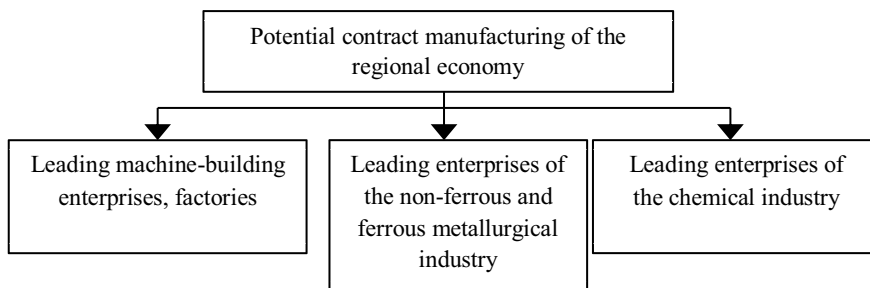 Potential contract manufacturing of the
regional economy
Leading machine-building
enterprises, factories
Leading enterprises of
the non-ferrous and
ferrous metallurgical
industry
Leading enterprises of
the chemical industry